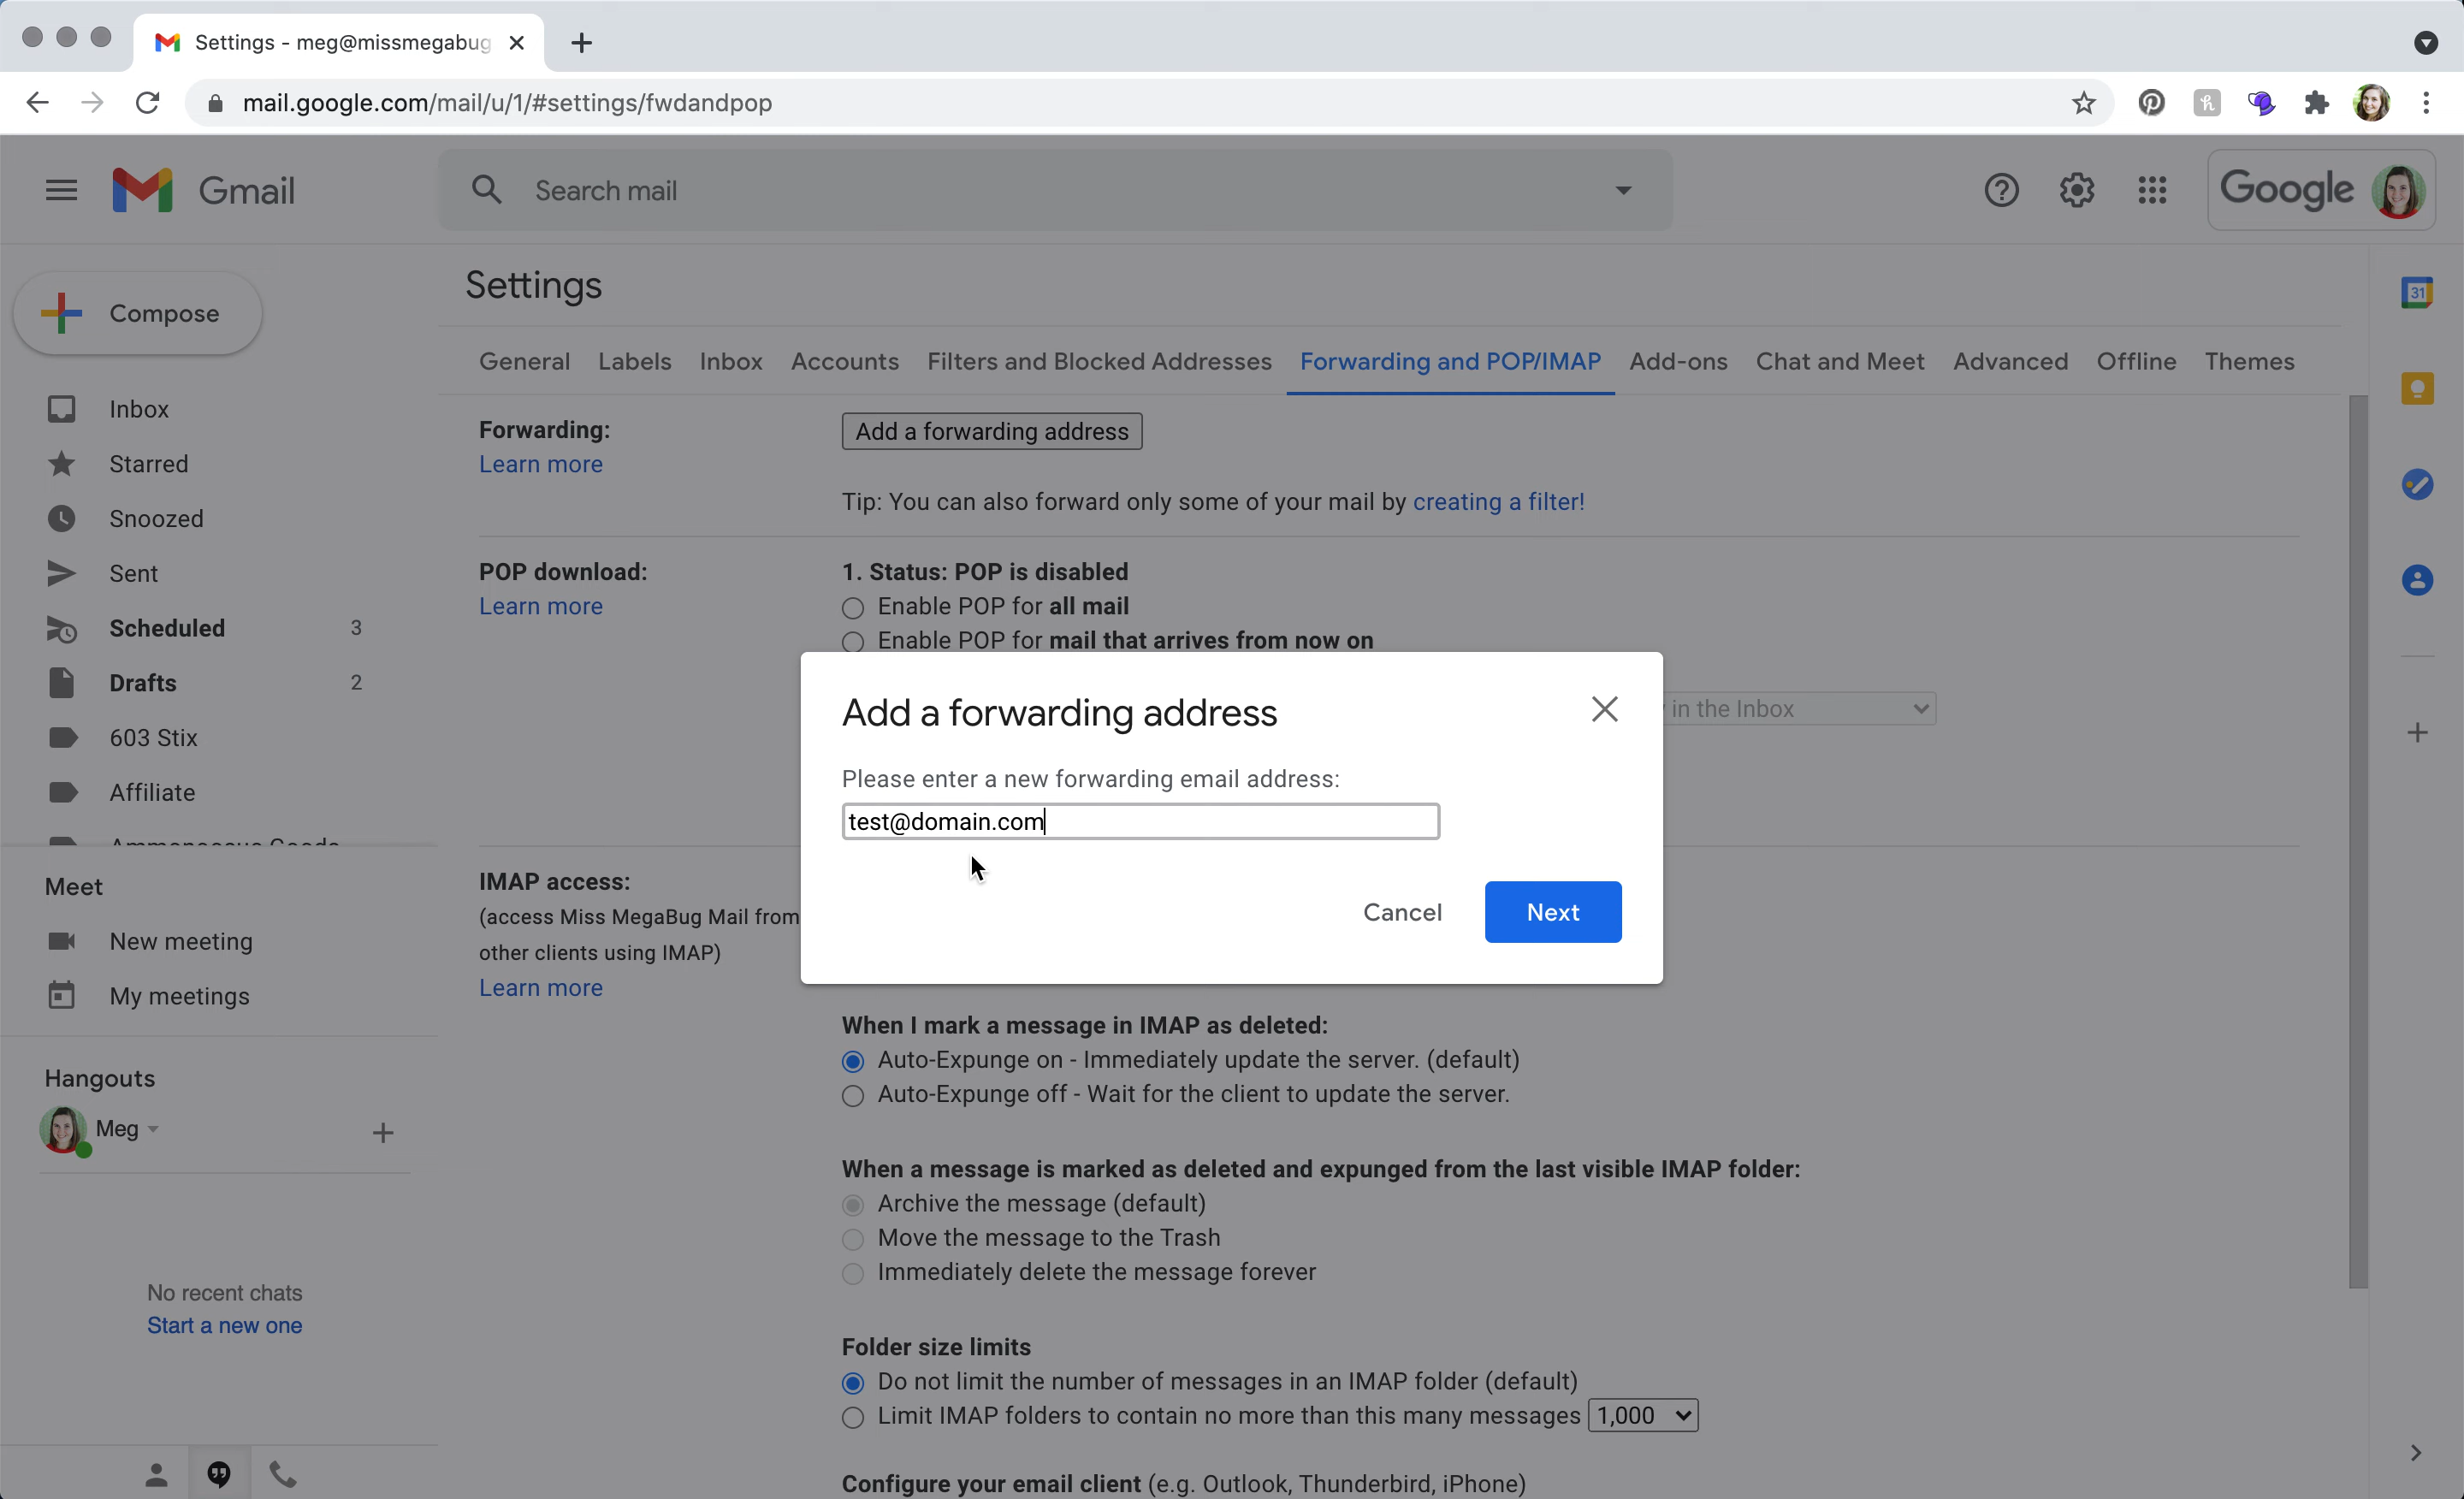 Settings - meg@missmegabug
mail.google.com/mail/u/1/#settings/fwdandpop
Gmail
Search mail
Google
Compose
Inbox
Starred
Snoozed
Sent
Scheduled 3
Drafts 2
603 Stix
Affiliate
Meet
New meeting
My meetings
Hangouts
Meg
No recent chats
Start a new one
Settings
General Labels Inbox Accounts Filters and Blocked Addresses Forwarding and POP/IMAP Add-ons Chat and Meet Advanced Offline Themes
Forwarding: Add a forwarding address
Learn more
Tip: You can also forward only some of your mail by creating a filter!
POP download: 1. Status: POP is disabled
Learn more Enable POP for all mail
Enable POP for mail that arrives from now on
in the Inbox
Add a forwarding address
Please enter a new forwarding email address:
test@domain.com
Cancel Next
IMAP access:
(access Miss MegaBug Mail from
other clients using IMAP)
Learn more
When I mark a message in IMAP as deleted:
Auto-Expunge on - Immediately update the server. (default)
Auto-Expunge off - Wait for the client to update the server.
When a message is marked as deleted and expunged from the last visible IMAP folder:
Archive the message (default)
Move the message to the Trash
Immediately delete the message forever
Folder size limits
Do not limit the number of messages in an IMAP folder (default)
Limit IMAP folders to contain no more than this many messages 1,000
Configure your email client (e.g. Outlook, Thunderbird, iPhone)
31